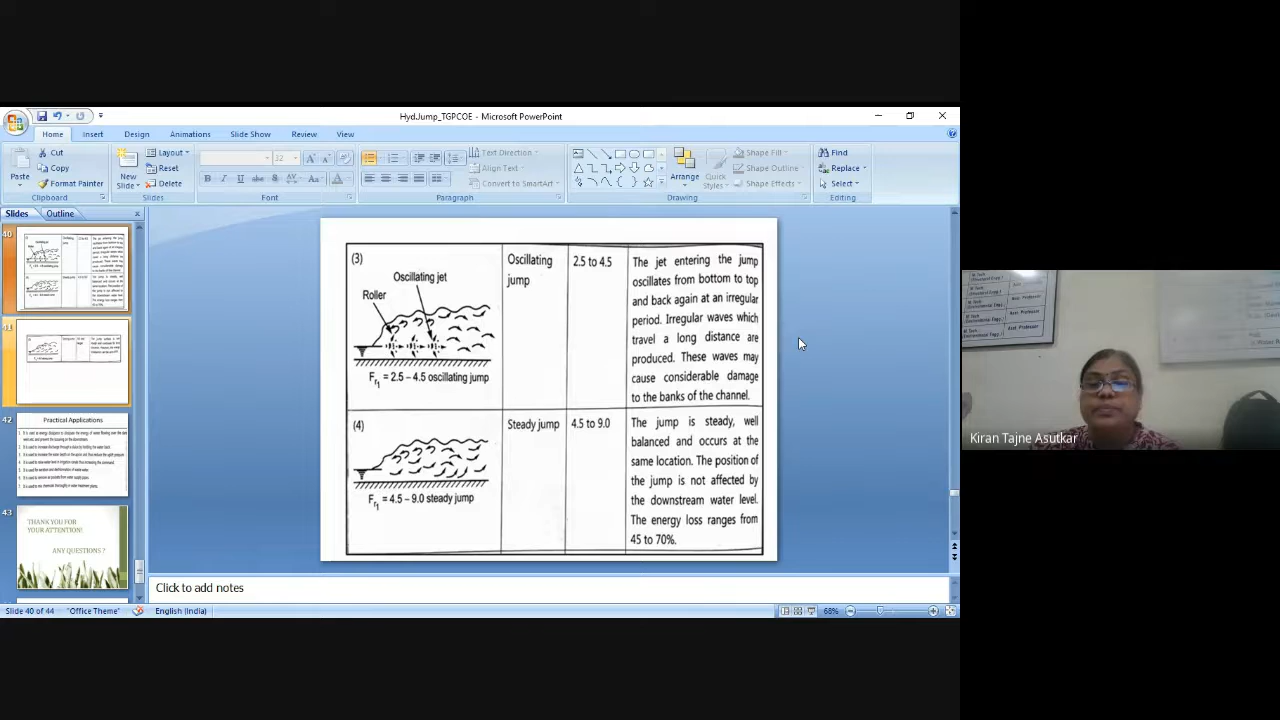 HydJump_TGPCOE - Microsoft PowerPoint
Home Insert Design Animations Slide Show Review View
Paste
Cut
Copy
Format Painter
Clipboard
New
Slide
Layout
Reset
Delete
Slides
32
Font
Text Direction
Align Text
Convert to SmartArt
Paragraph
Arrange
Quick
Styles
Shape Fill
Shape Outline
Shape Effects
Drawing
Find
Replace
Select
Editing
Slides Outline
40
41
42
Practical Applications
43
THANK YOU FOR
YOUR ATTENTION!
ANY QUESTIONS ?
(3)
Oscillating jet
Roller
Fr1 = 2.5 – 4.5 oscillating jump
Oscillating
jump
2.5 to 4.5
The jet entering the jump
oscillates from bottom to top
and back again at an irregular
period. Irregular waves which
travel a long distance are
produced. These waves may
cause considerable damage
to the banks of the channel.
(4)
Fr1 = 4.5 – 9.0 steady jump
Steady jump
4.5 to 9.0
The jump is steady, well
balanced and occurs at the
same location. The position of
the jump is not affected by
the downstream water level.
The energy loss ranges from
45 to 70%.
Click to add notes
Slide 40 of 44 "Office Theme" English (India) 68%
Kiran Tajne Asutkar